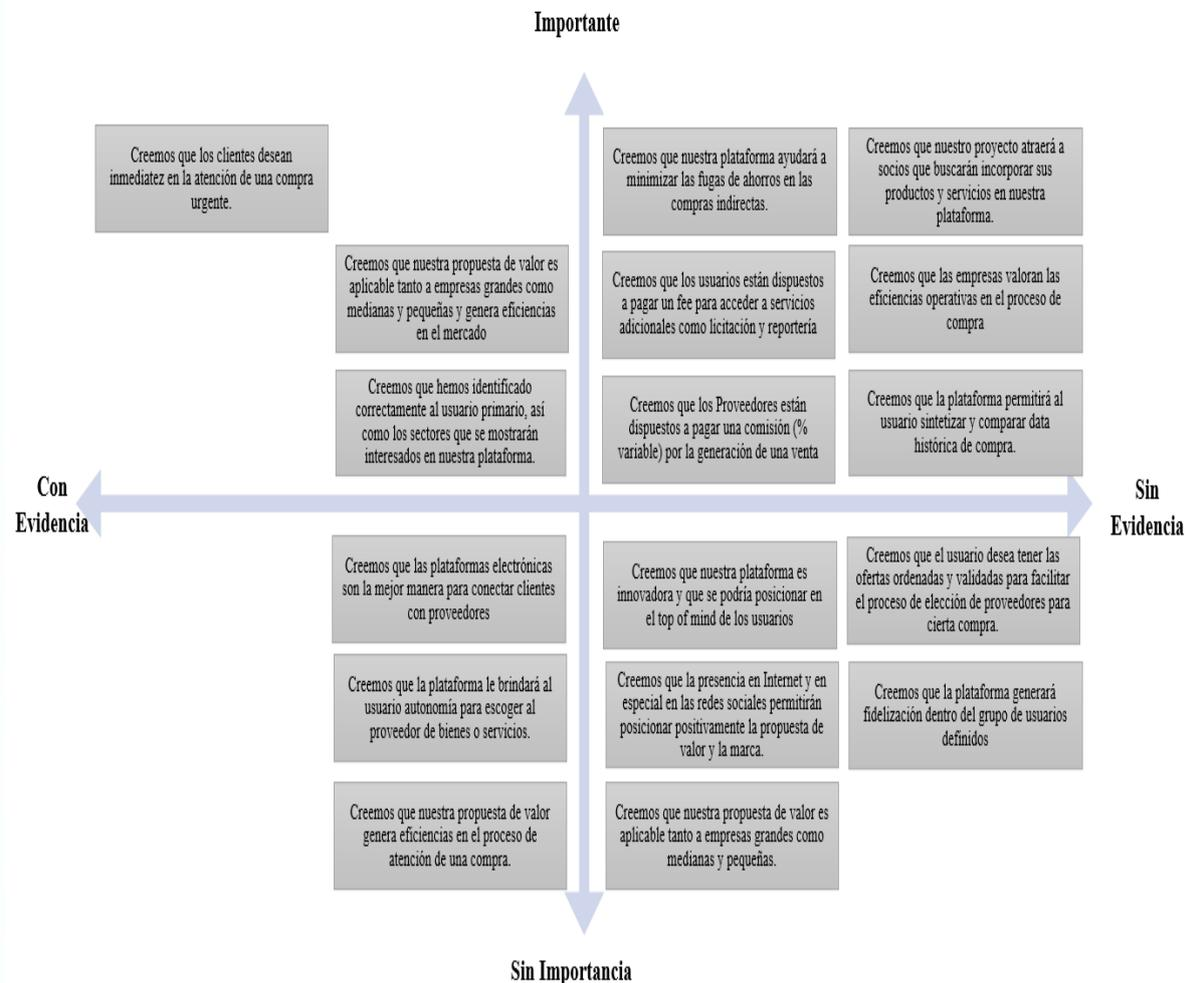 Importante
Creemos que los clientes desean
inmediatez en la atención de una compra
urgente.
Creemos que nuestra plataforma ayudará a
minimizar las fugas de ahorros en las
compras indirectas.
Creemos que nuestro proyecto atraerá a
socios que buscarán incorporar sus
productos y servicios en nuestra
plataforma.
Creemos que nuestra propuesta de valor es
aplicable tanto a empresas grandes como
medianas y pequeñas y genera eficiencias
en el mercado
Creemos que los usuarios están dispuestos
a pagar un fee para acceder a servicios
adicionales como licitación y reportería
Creemos que las empresas valoran las
eficiencias operativas en el proceso de
compra
Creemos que hemos identificado
correctamente al usuario primario, así
como los sectores que se mostrarán
interesados en nuestra plataforma.
Creemos que los Proveedores están
dispuestos a pagar una comisión (%
variable) por la generación de una venta
Creemos que la plataforma permitirá al
usuario sintetizar y comparar data
histórica de compra.
Con
Evidencia
Sin
Evidencia
Creemos que las plataformas electrónicas
son la mejor manera para conectar clientes
con proveedores
Creemos que nuestra plataforma es
innovadora y que se podría posicionar en
el top of mind de los usuarios
Creemos que el usuario desea tener las
ofertas ordenadas y validadas para facilitar
el proceso de elección de proveedores para
cierta compra.
Creemos que la plataforma le brindará al
usuario autonomía para escoger al
proveedor de bienes o servicios.
Creemos que la presencia en Internet y en
especial en las redes sociales permitirán
posicionar positivamente la propuesta de
valor y la marca.
Creemos que la plataforma generará
fidelización dentro del grupo de usuarios
definidos
Creemos que nuestra propuesta de valor
genera eficiencias en el proceso de
atención de una compra.
Creemos que nuestra propuesta de valor es
aplicable tanto a empresas grandes como
medianas y pequeñas.
Sin Importancia